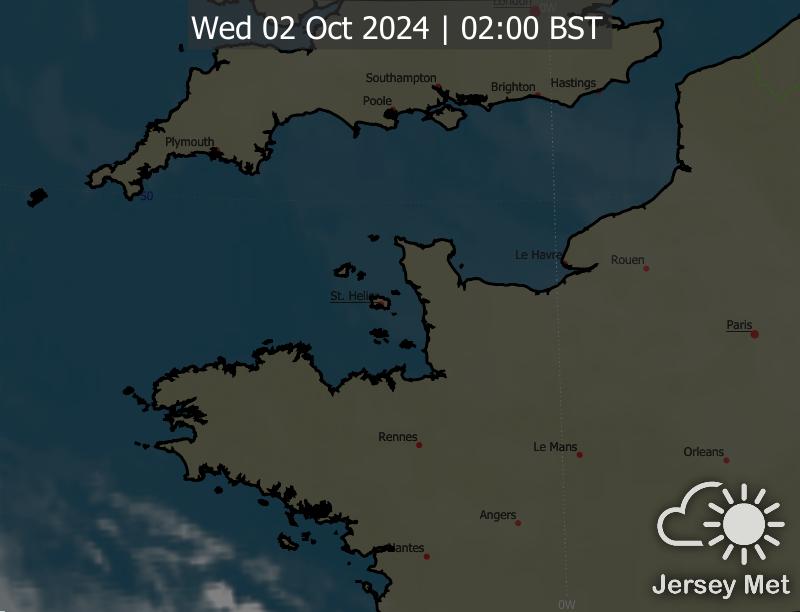 London
0W
Wed 02 Oct 2024 | 02:00 BST
Southampton
Brighton
Hastings
Poole
Plymouth
50
Le Havre
Rouen
St. Helier
Paris
Rennes
Le Mans
Orleans
Angers
Nantes
Jersey Met
0W